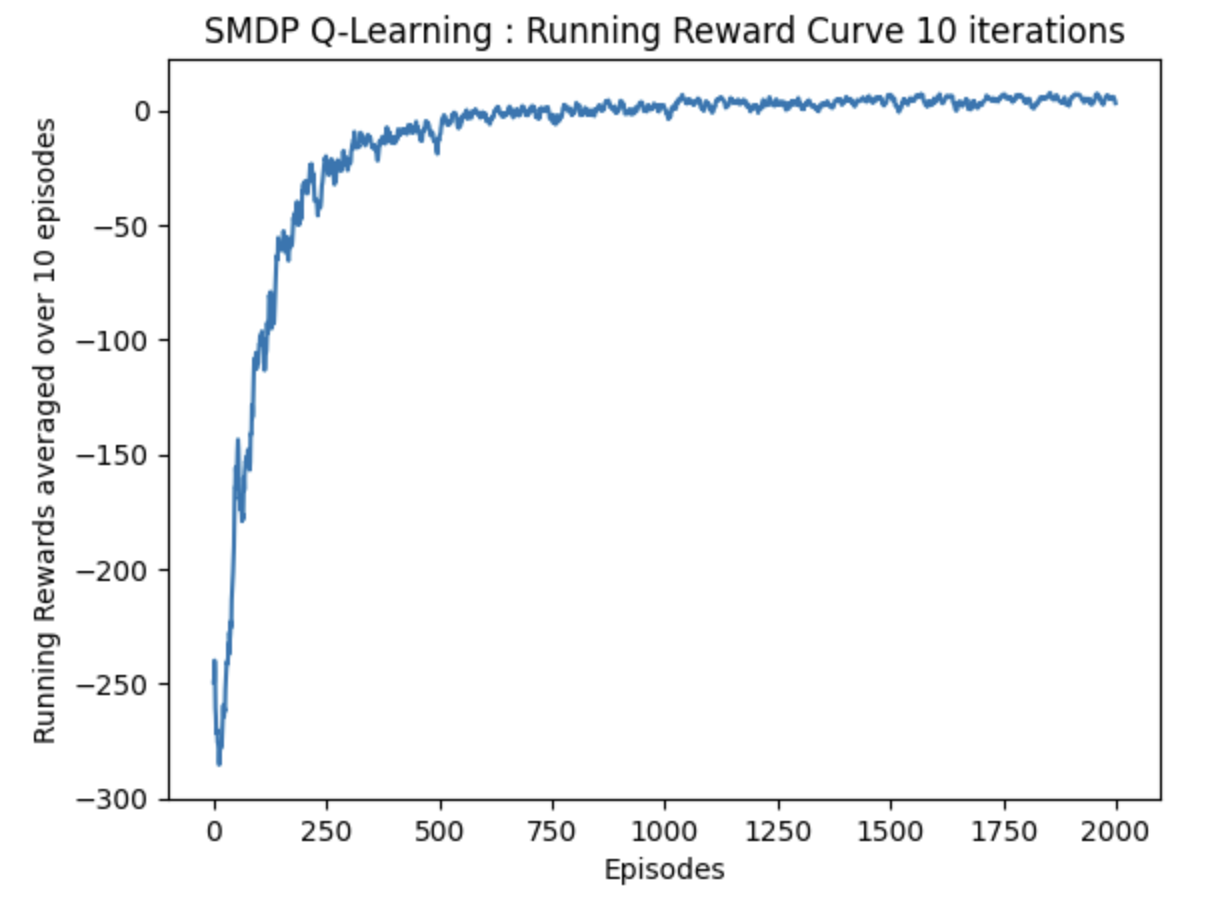 SMDP Q-Learning : Running Reward Curve 10 iterations
Running Rewards averaged over 10 episodes
0
−50
−100
−150
−200
−250
−300
0 250 500 750 1000 1250 1500 1750 2000
Episodes